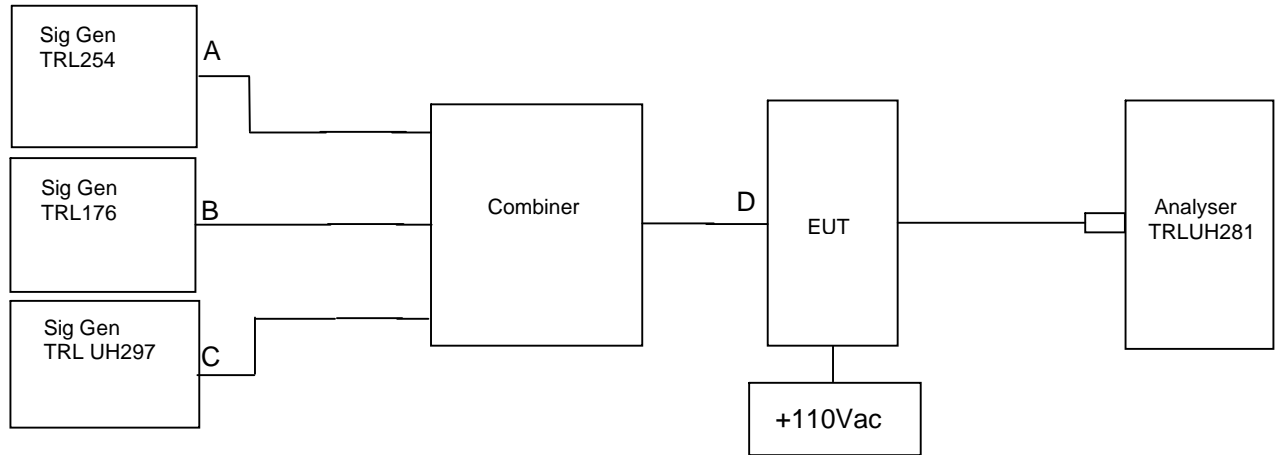 Sig Gen
TRL254
A
Sig Gen
TRL176
B
Sig Gen
TRL UH297
C
Combiner
D
EUT
Analyser
TRLUH281
+110Vac